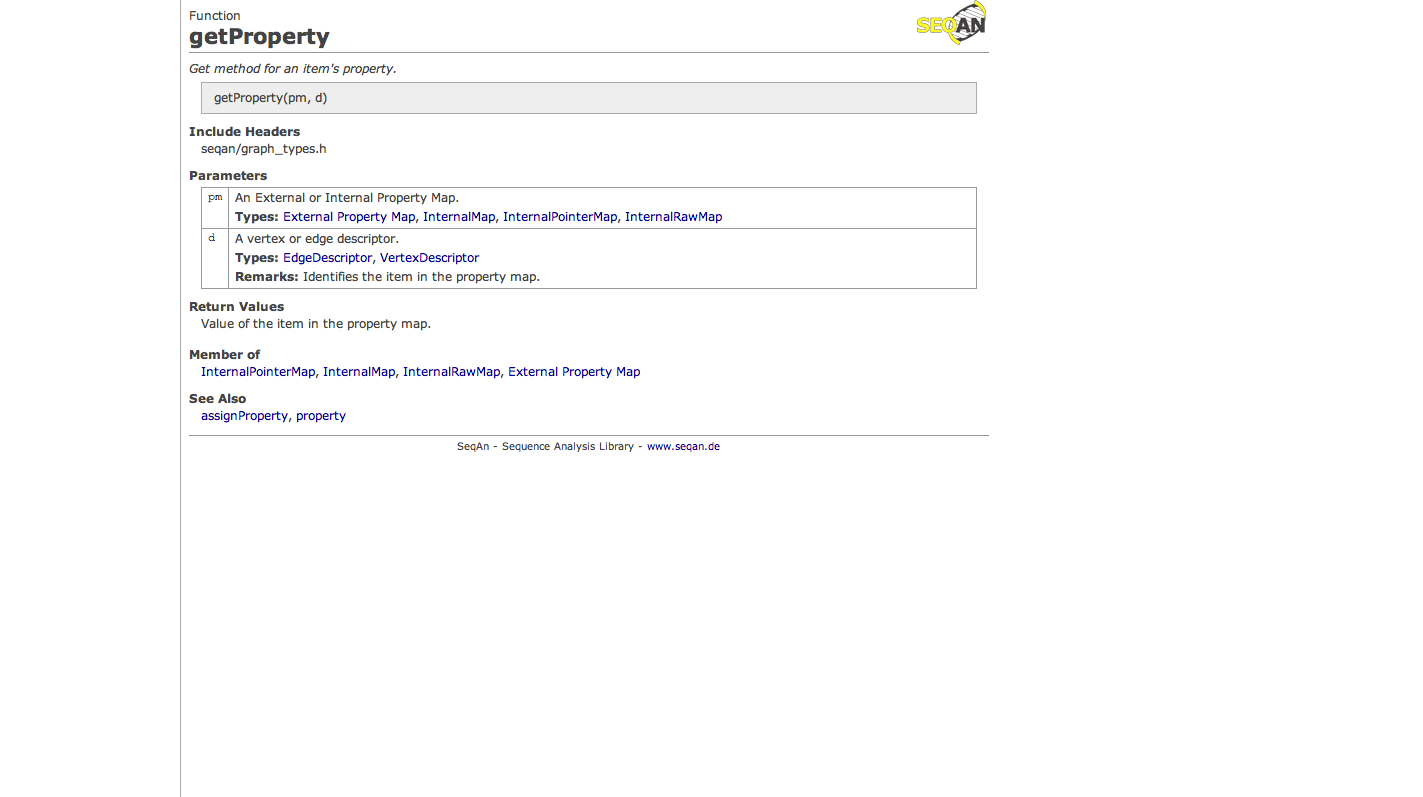 Function
getProperty
SEQAN
Get method for an item's property.
getProperty(pm, d)
Include Headers
seqan/graph_types.h
Parameters
pm An External or Internal Property Map.
Types: External Property Map, InternalMap, InternalPointerMap, InternalRawMap
d A vertex or edge descriptor.
Types: EdgeDescriptor, VertexDescriptor
Remarks: Identifies the item in the property map.
Return Values
Value of the item in the property map.
Member of
InternalPointerMap, InternalMap, InternalRawMap, External Property Map
See Also
assignProperty, property
SeqAn - Sequence Analysis Library - www.seqan.de